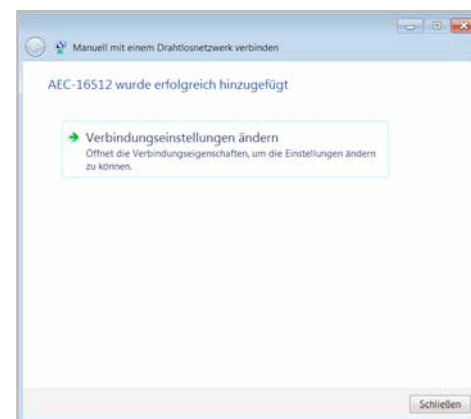 Manuell mit einem Drahtlosnetzwerk verbinden
AEC-16512 wurde erfolgreich hinzugefügt
Verbindungseinstellungen ändern
Öffnet die Verbindungseigenschaften, um die Einstellungen ändern
zu können.
Schließen